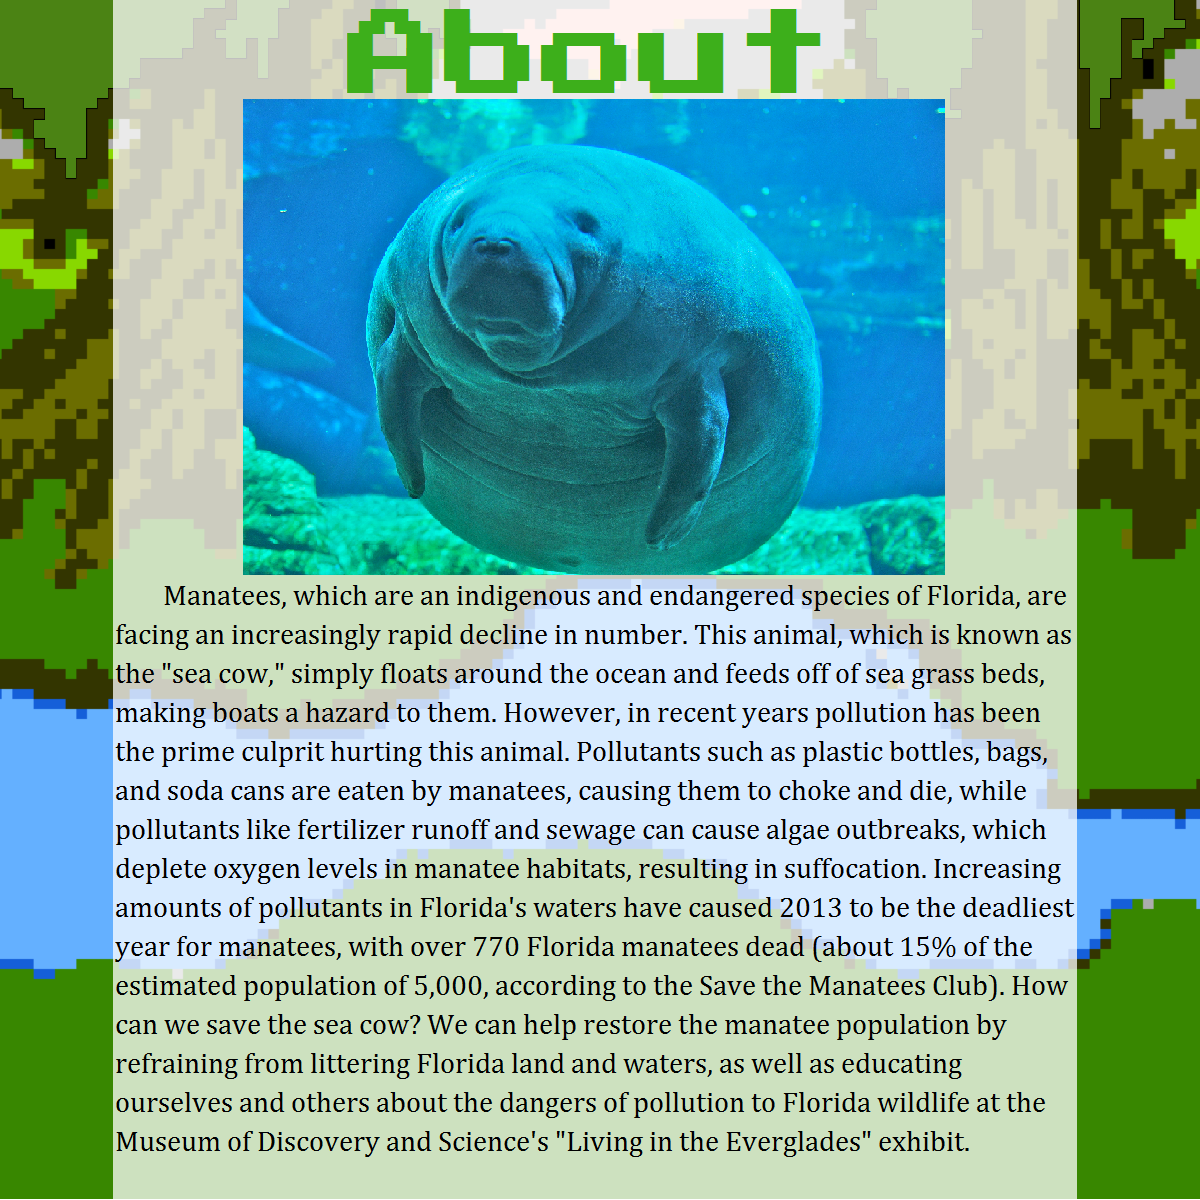 About
Manatees, which are an indigenous and endangered species of Florida, are
facing an increasingly rapid decline in number. This animal, which is known as
the "sea cow," simply floats around the ocean and feeds off of sea grass beds,
making boats a hazard to them. However, in recent years pollution has been
the prime culprit hurting this animal. Pollutants such as plastic bottles, bags,
and soda cans are eaten by manatees, causing them to choke and die, while
pollutants like fertilizer runoff and sewage can cause algae outbreaks, which
deplete oxygen levels in manatee habitats, resulting in suffocation. Increasing
amounts of pollutants in Florida's waters have caused 2013 to be the deadliest
year for manatees, with over 770 Florida manatees dead (about 15% of the
estimated population of 5,000, according to the Save the Manatees Club). How
can we save the sea cow? We can help restore the manatee population by
refraining from littering Florida land and waters, as well as educating
ourselves and others about the dangers of pollution to Florida wildlife at the
Museum of Discovery and Science's "Living in the Everglades" exhibit.